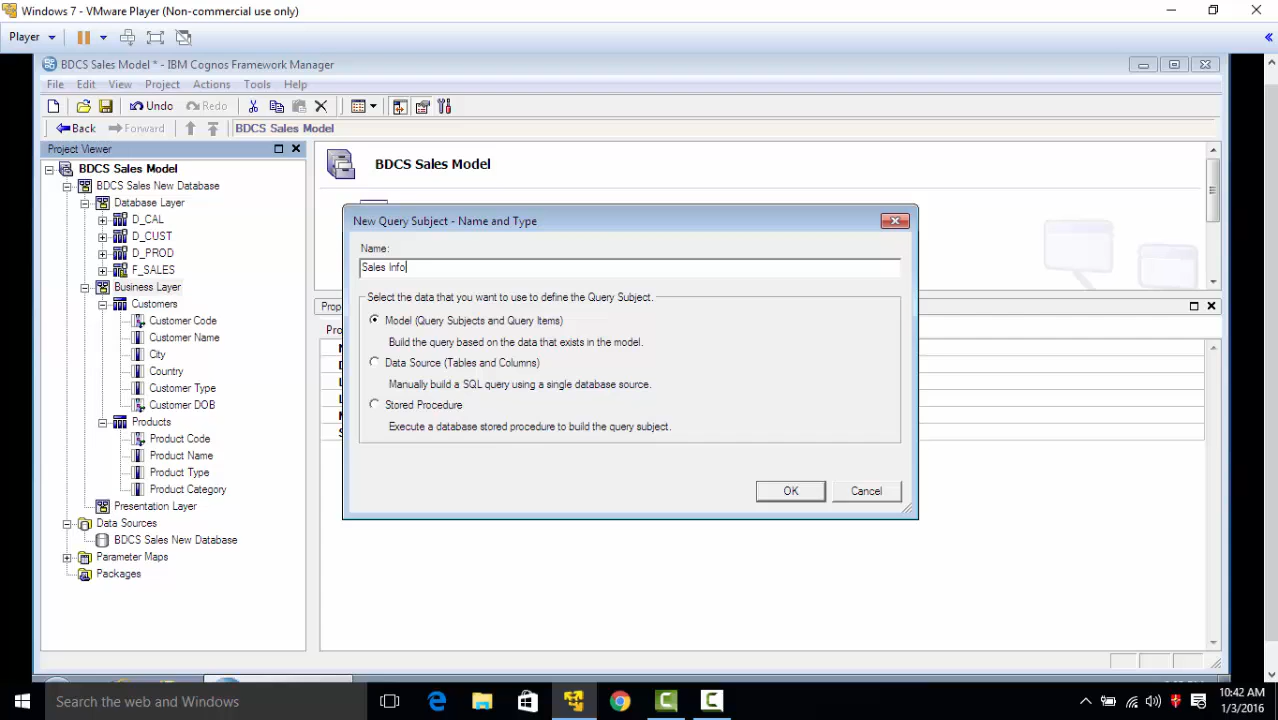 Windows 7 - VMware Player (Non-commercial use only)
Player
BDCS Sales Model * - IBM Cognos Framework Manager
File Edit View Project Actions Tools Help
Undo Redo
Back Forward BDCS Sales Model
Project Viewer
BDCS Sales Model
BDCS Sales New Database
Database Layer
D_CAL
D_CUST
D_PROD
F_SALES
Business Layer
Customers
Customer Code
Customer Name
City
Country
Customer Type
Customer DOB
Products
Product Code
Product Name
Product Type
Product Category
Presentation Layer
Data Sources
BDCS Sales New Database
Parameter Maps
Packages
BDCS Sales Model
New Query Subject - Name and Type
Name:
Sales Info
Select the data that you want to use to define the Query Subject.
Model (Query Subjects and Query Items)
Build the query based on the data that exists in the model.
Data Source (Tables and Columns)
Manually build a SQL query using a single database source.
Stored Procedure
Execute a database stored procedure to build the query subject.
OK Cancel
Search the web and Windows
10:42 AM
1/3/2016